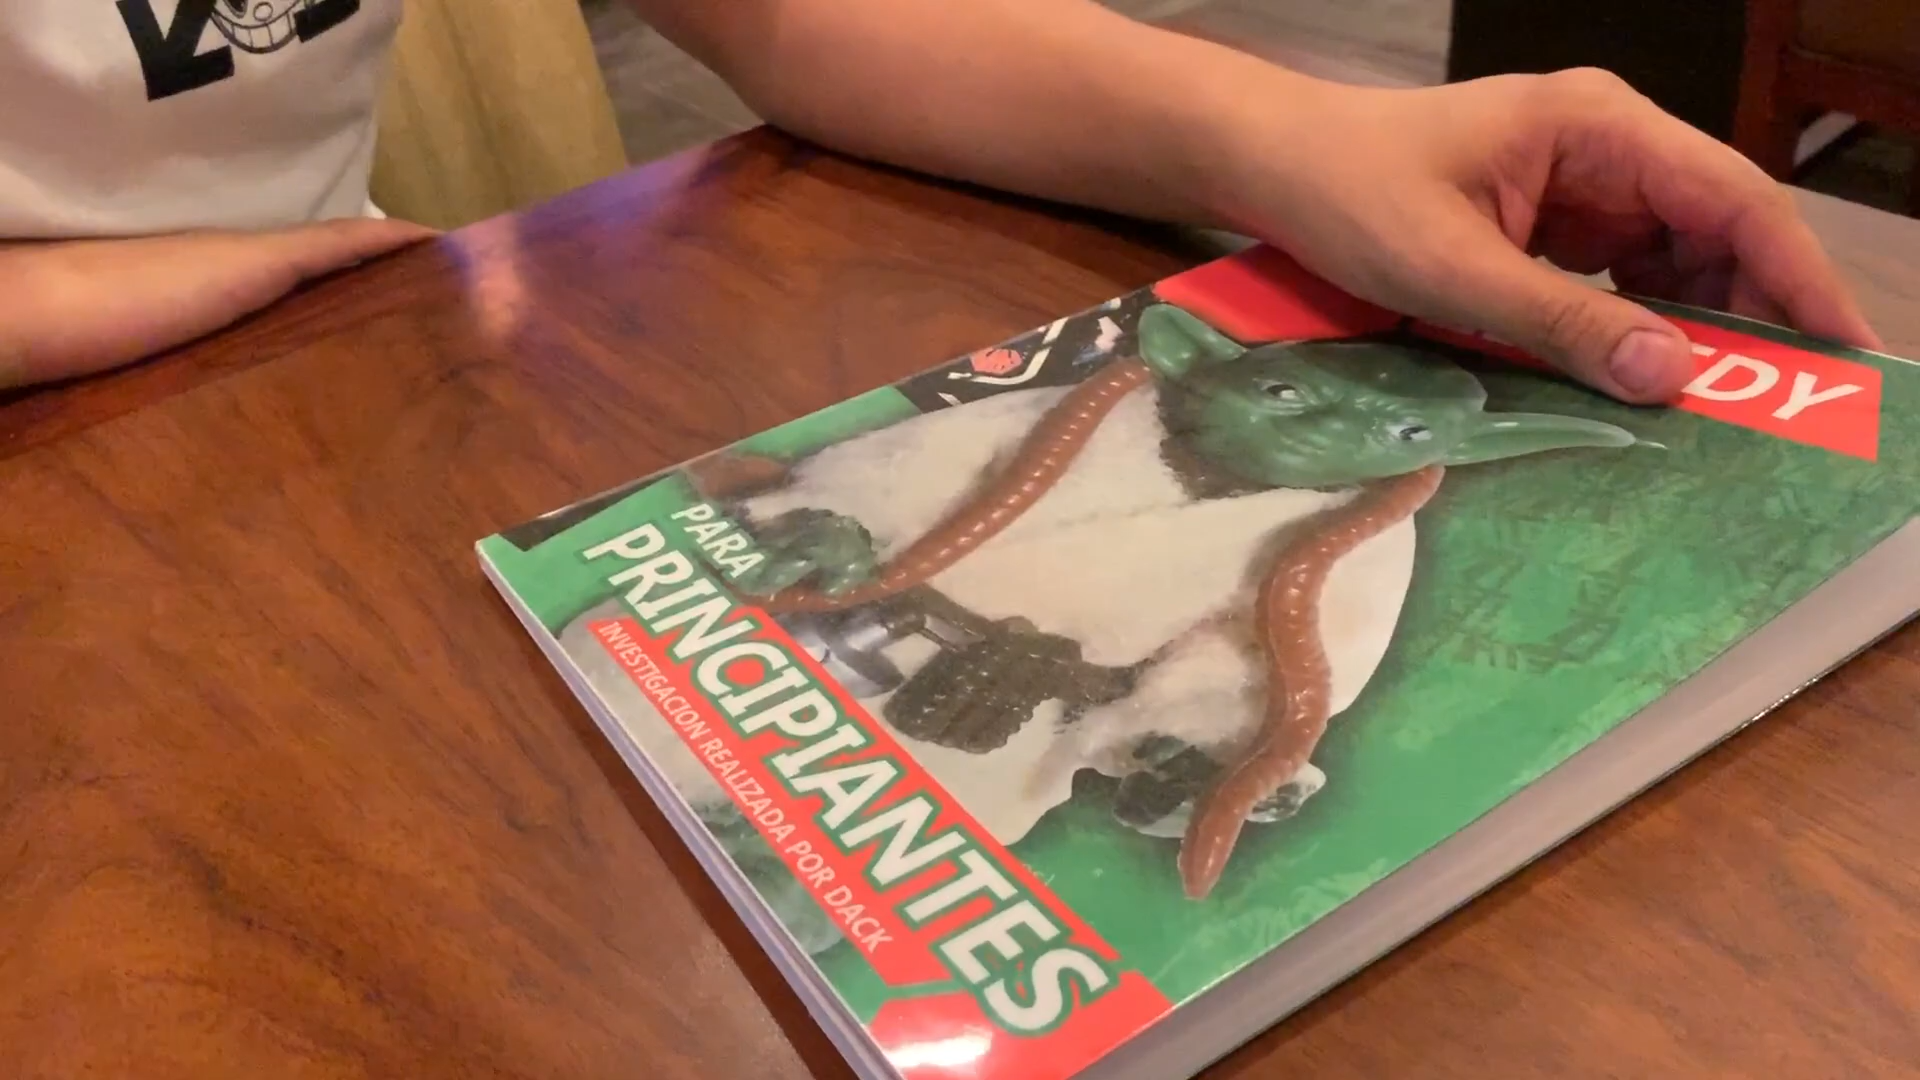 EDY
PARA
PRINCIPIANTES
INVESTIGACION REALIZADA POR DACK